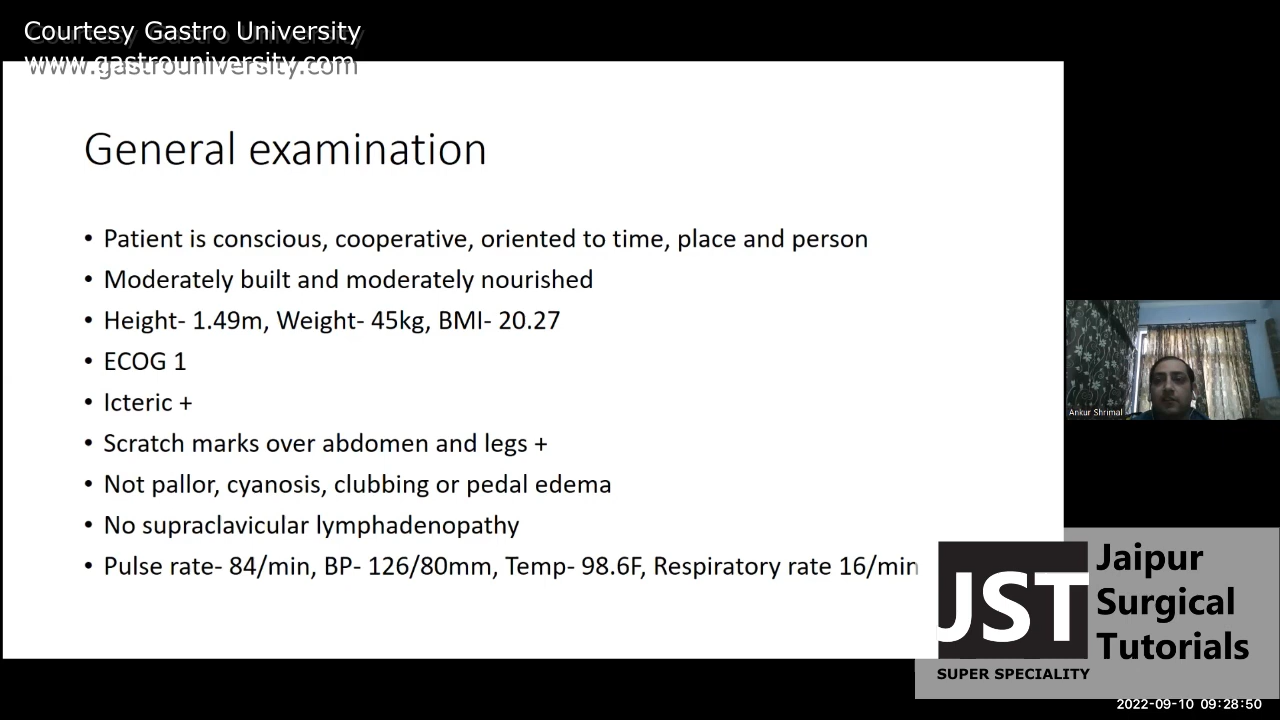 Courtesy Gastro University
www.gastrouniversity.com
General examination
• Patient is conscious, cooperative, oriented to time, place and person
• Moderately built and moderately nourished
• Height- 1.49m, Weight- 45kg, BMI- 20.27
• ECOG 1
• Icteric +
• Scratch marks over abdomen and legs +
• Not pallor, cyanosis, clubbing or pedal edema
• No supraclavicular lymphadenopathy
• Pulse rate- 84/min, BP- 126/80mm, Temp- 98.6F, Respiratory rate 16/min
Ankur Shrimal
JST
SUPER SPECIALITY
Jaipur
Surgical
Tutorials
2022-09-10 09:28:50